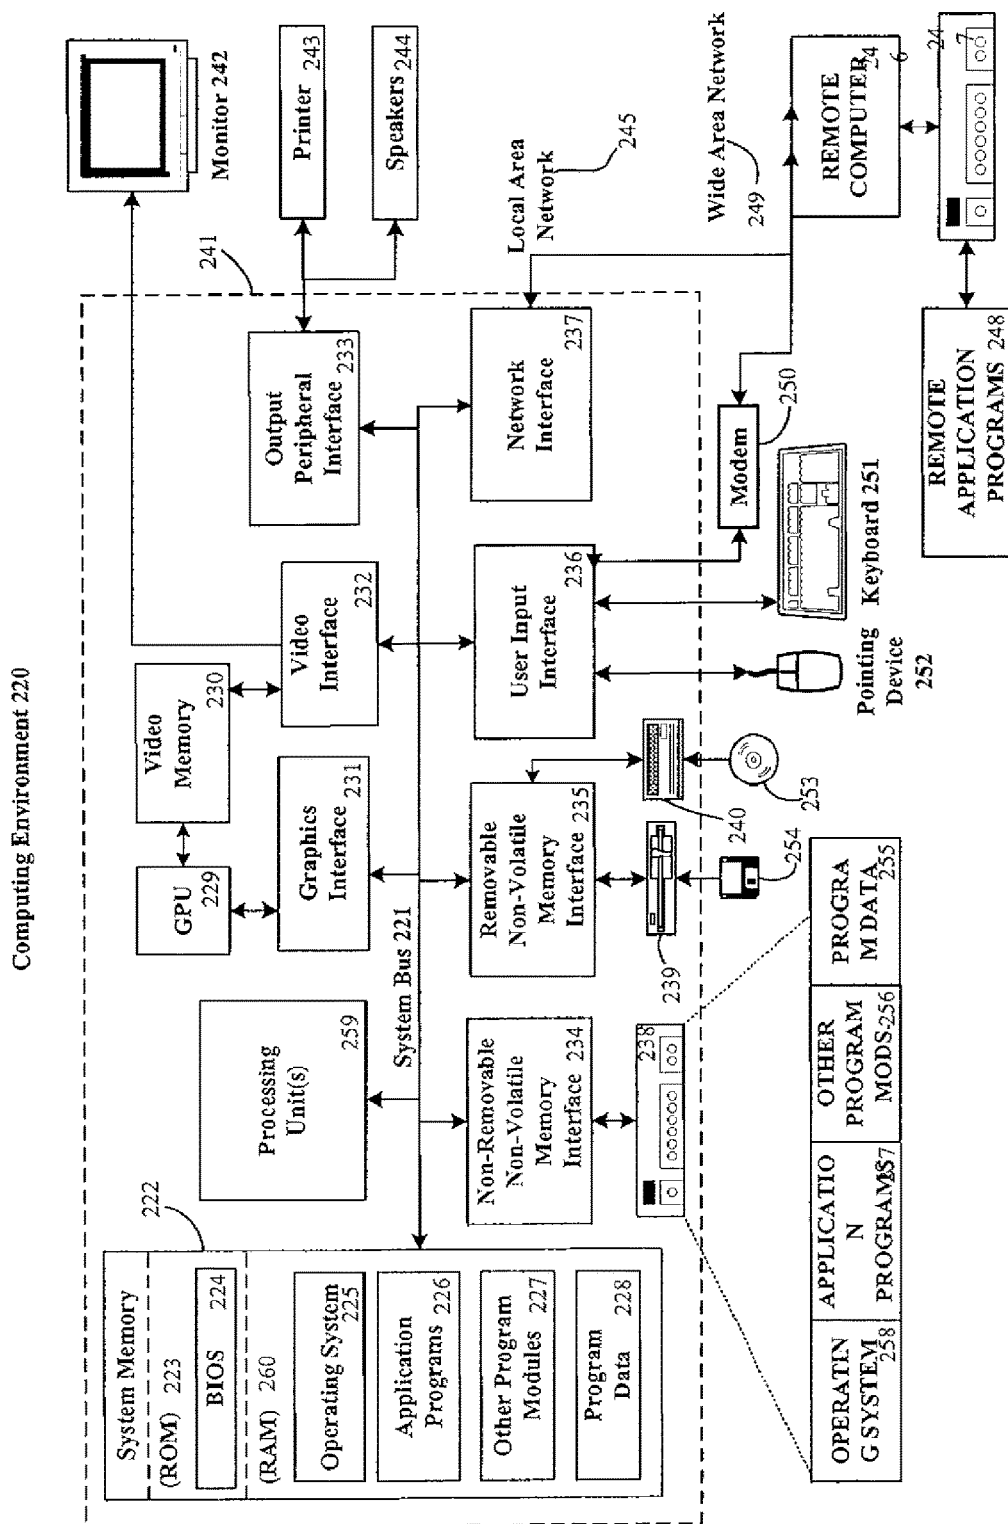 Computing Environment 220
System Memory
222
(ROM) 223
BIOS 224
(RAM) 260
Operating System
225
Application
Programs 226
Other Program
Modules 227
Program
Data 228
Processing
Unit(s)
259
System Bus 221
GPU
229
Video
Memory
230
Graphics
Interface
231
Video
Interface
232
Output
Peripheral
Interface
233
241
Non-Removable
Non-Volatile
Memory
Interface 234
Removable
Non-Volatile
Memory
Interface 235
User Input
Interface
236
Network
Interface
237
238
239
240
254
253
Pointing
Device
252
Keyboard 251
Modem
250
Monitor 242
Printer
243
Speakers
244
Local Area
Network
245
Wide Area Network
249
REMOTE
COMPUTER
24
6
24
7
REMOTE
APPLICATION
PROGRAMS 248
OPERATIN
G SYSTEM
258
APPLICATIO
N
PROGRAMS
257
OTHER
PROGRAM
MODS.
256
PROGRA
M DATA
255